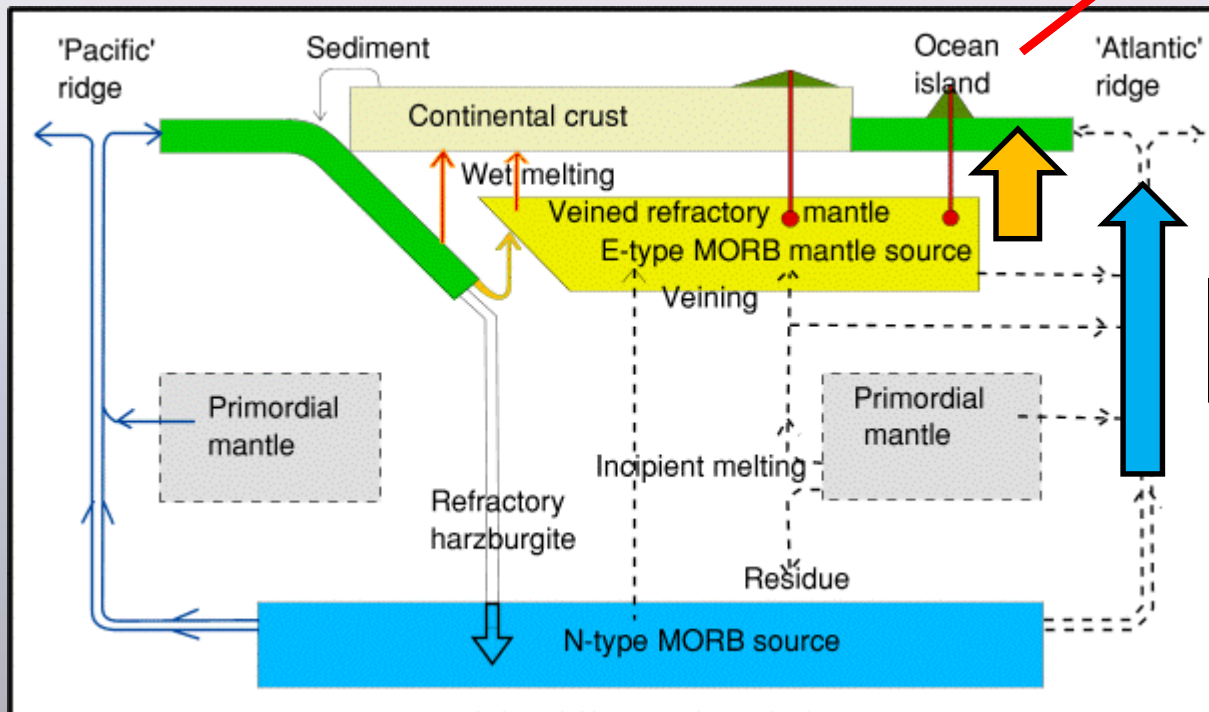 'Pacific'
ridge
Sediment
Ocean
island
'Atlantic'
ridge
Continental crust
Wet melting
Veined refractory mantle
E-type MORB mantle source
Veining
Primordial
mantle
Primordial
mantle
Incipient melting
Refractory
harzburgite
Residue
N-type MORB source